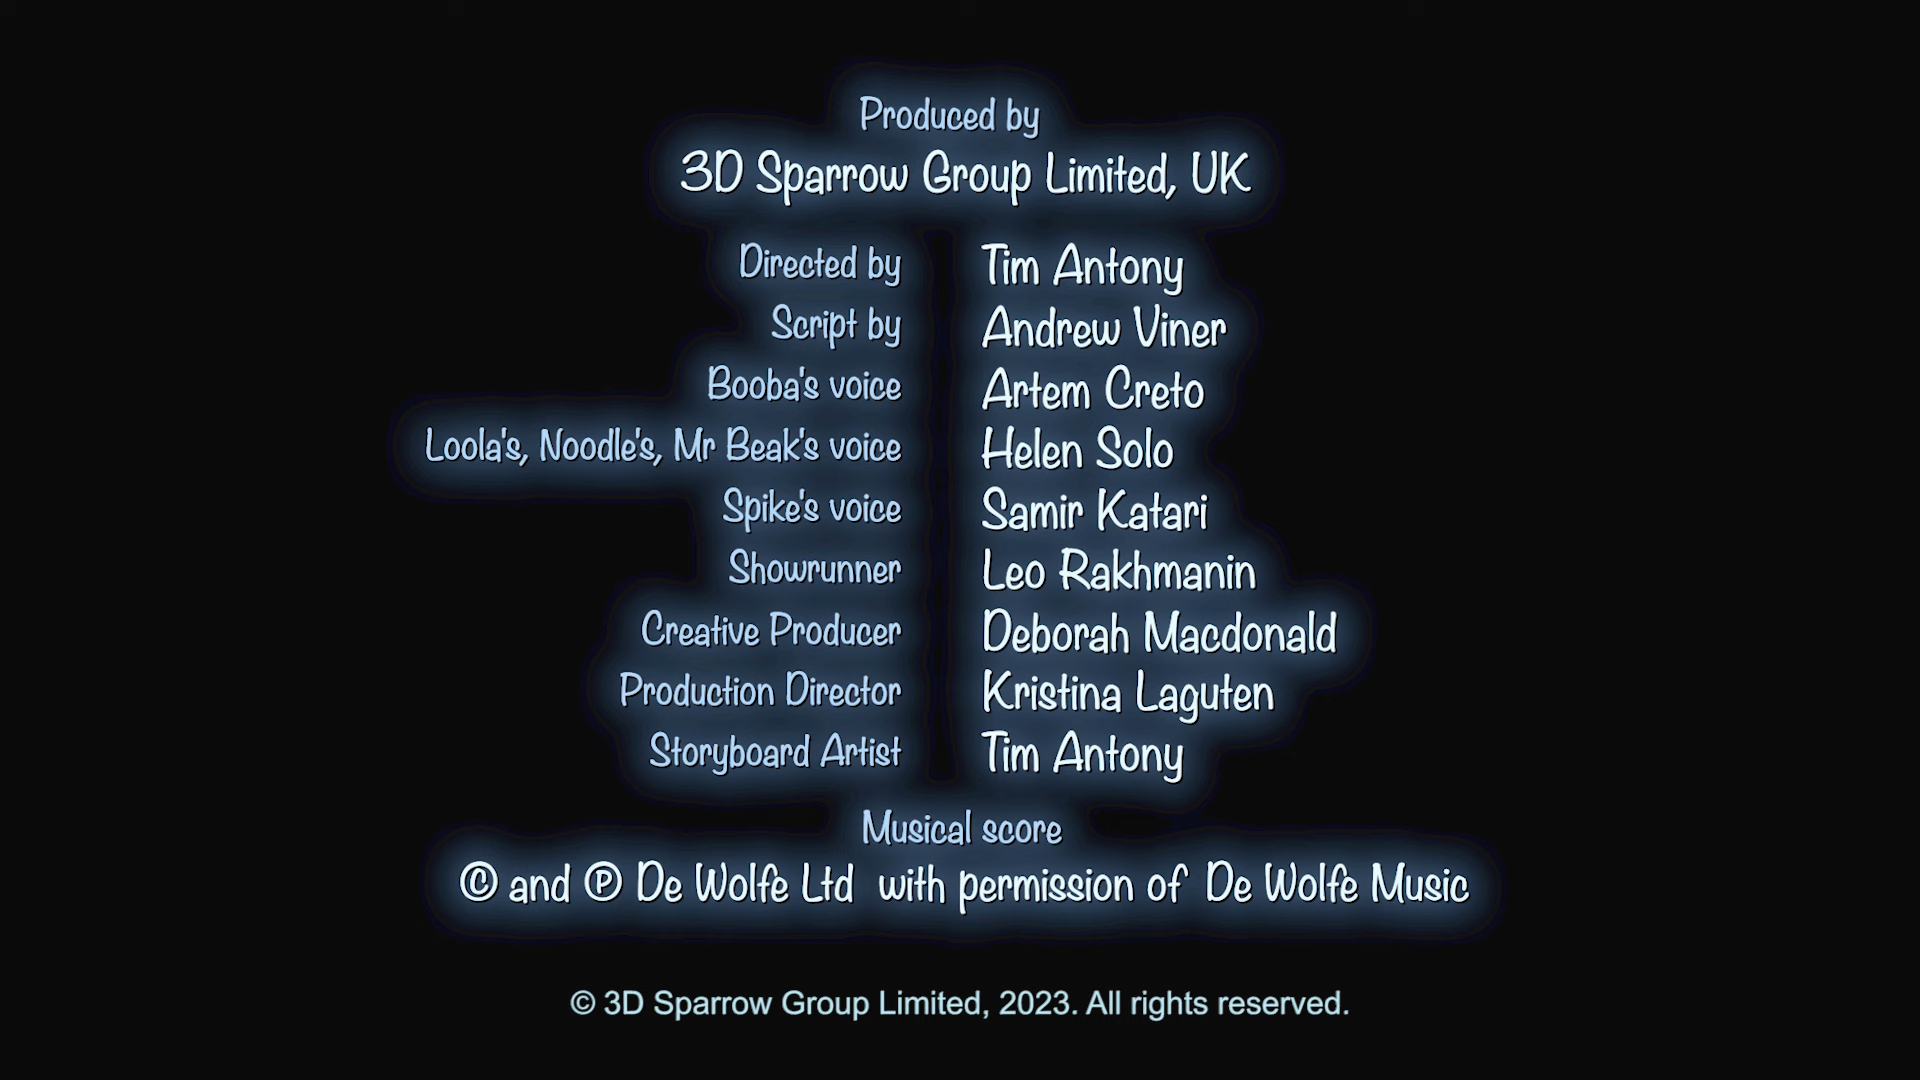 Produced by
3D Sparrow Group Limited, UK
Directed by Tim Antony
Script by Andrew Viner
Booba's voice Artem Creto
Loola's, Noodle's, Mr Beak's voice Helen Solo
Spike's voice Samir Katari
Showrunner Leo Rakhmanin
Creative Producer Deborah Macdonald
Production Director Kristina Laguten
Storyboard Artist Tim Antony
Musical score
© and ℗ De Wolfe Ltd with permission of De Wolfe Music
© 3D Sparrow Group Limited, 2023. All rights reserved.